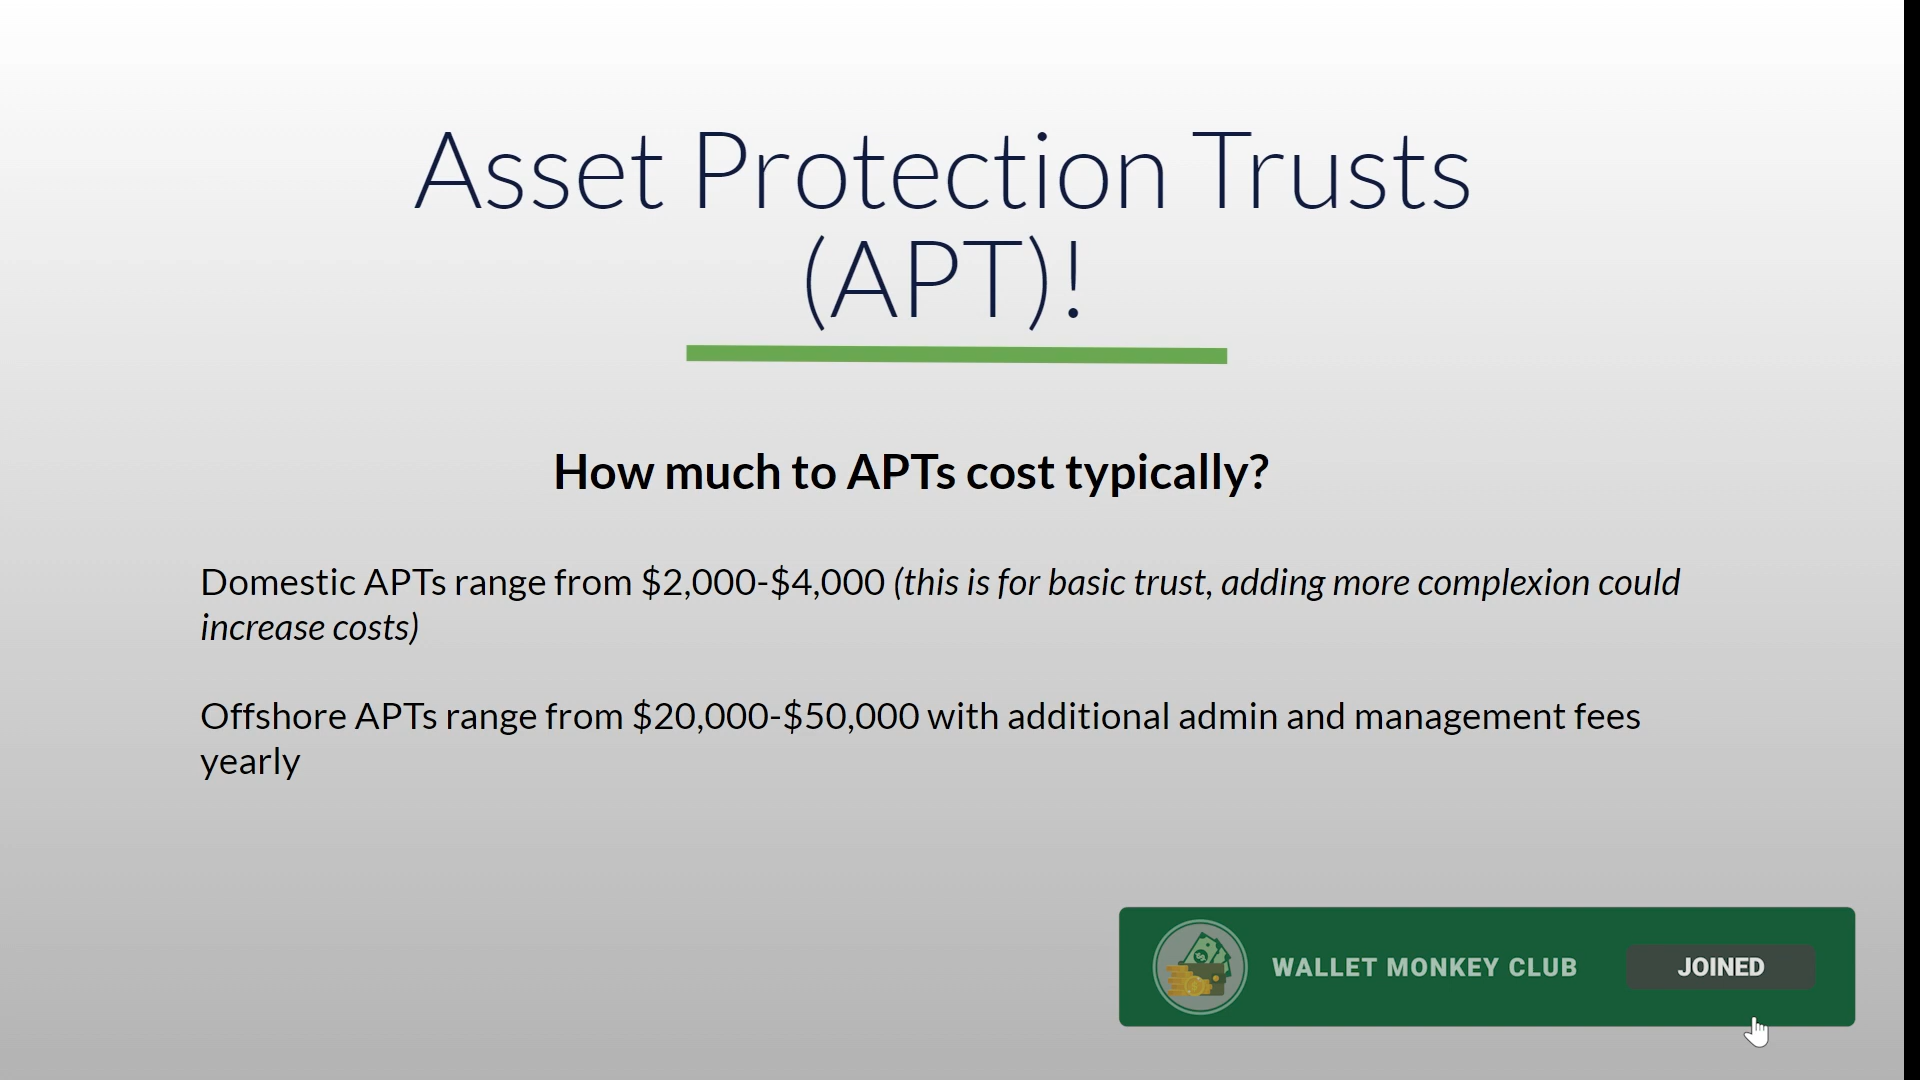 Asset Protection Trusts
(APT)!
How much to APTs cost typically?
Domestic APTs range from $2,000-$4,000 (this is for basic trust, adding more complexion could
increase costs)
Offshore APTs range from $20,000-$50,000 with additional admin and management fees
yearly
WALLET MONKEY CLUB
JOINED